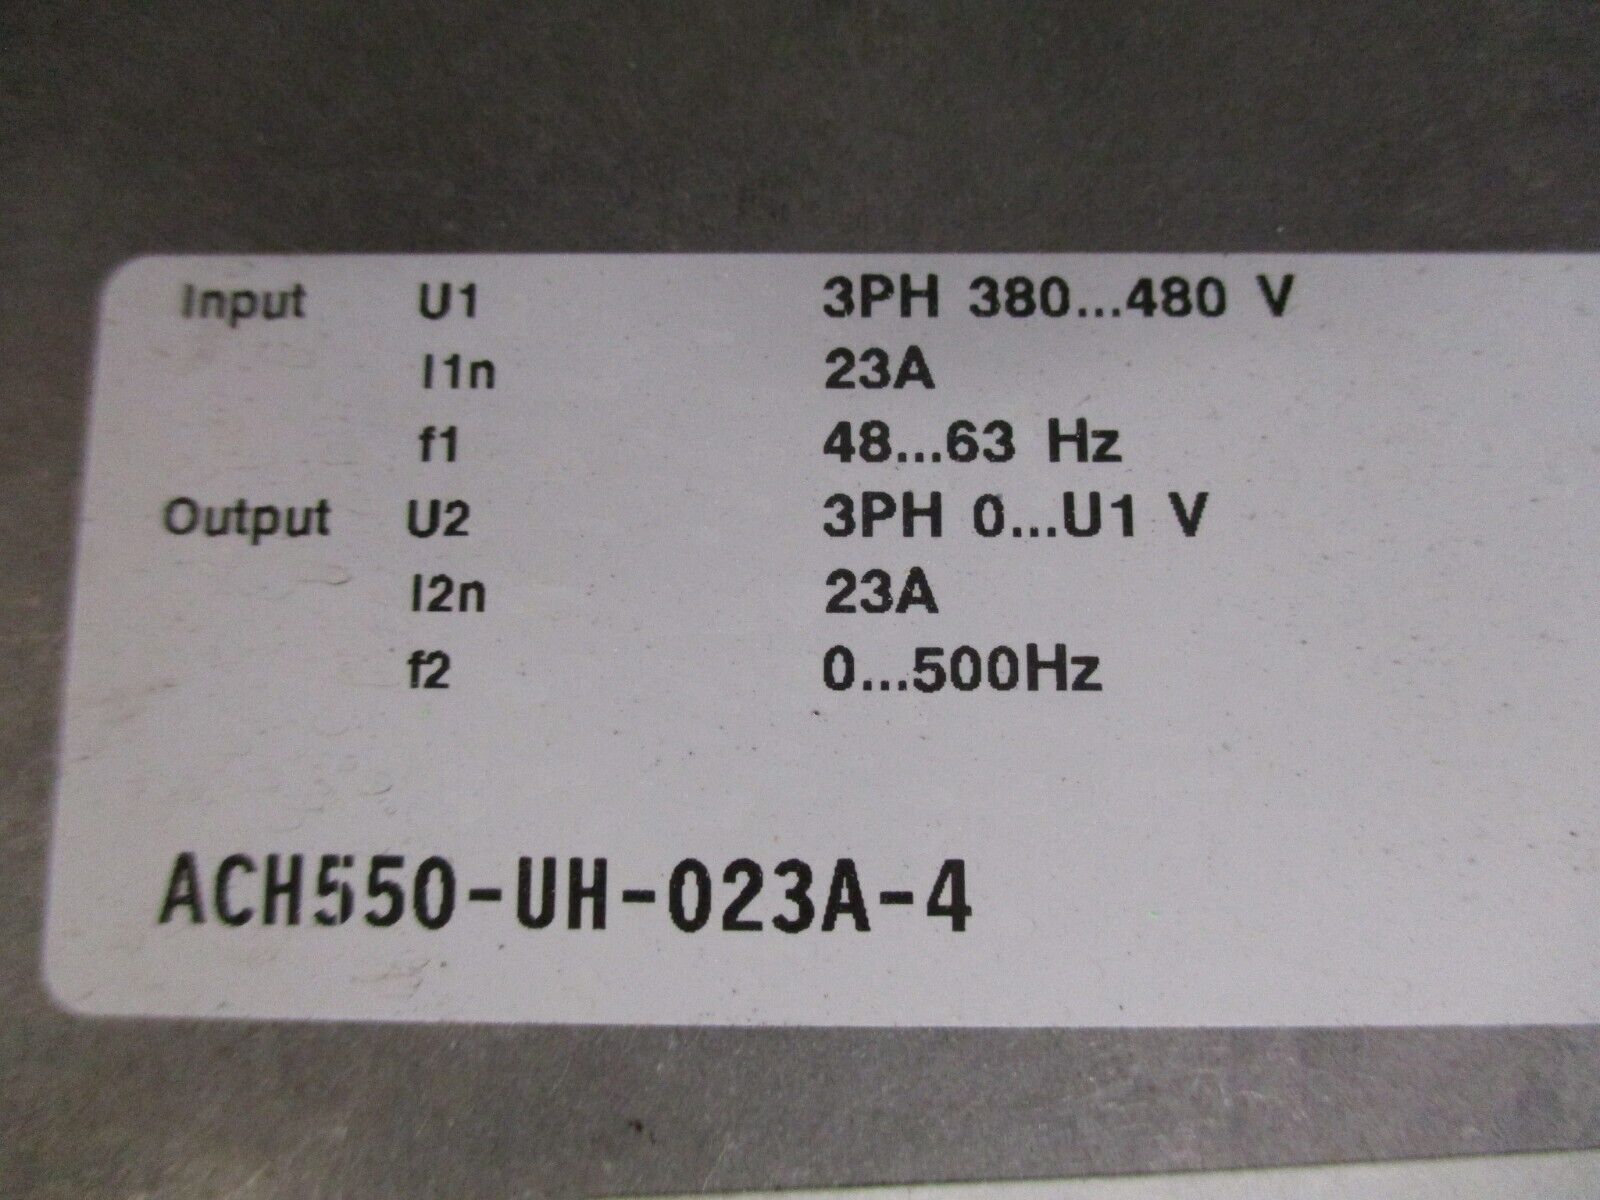 Input U1 3PH 380...480 V
I1n 23A
f1 48...63 Hz
Output U2 3PH 0...U1 V
I2n 23A
f2 0...500Hz
ACH550-UH-023A-4